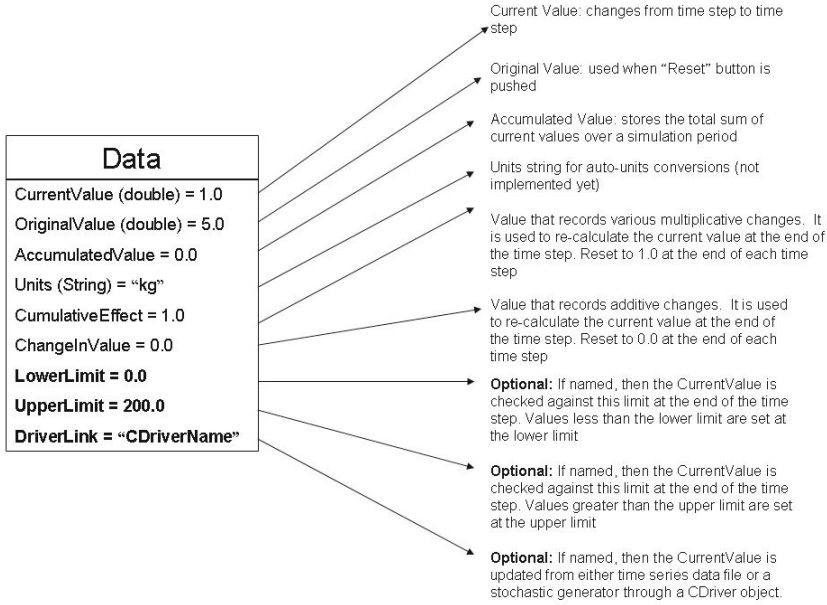 Data
CurrentValue (double) = 1.0
OriginalValue (double) = 5.0
AccumulatedValue = 0.0
Units (String) = “kg”
CumulativeEffect = 1.0
ChangeInValue = 0.0
LowerLimit = 0.0
UpperLimit = 200.0
DriverLink = “CDriverName”
Current Value: changes from time step to time
step
Original Value: used when “Reset” button is
pushed
Accumulated Value: stores the total sum of
current values over a simulation period
Units string for auto-units conversions (not
implemented yet)
Value that records various multiplicative changes. It
is used to re-calculate the current value at the end of
the time step. Reset to 1.0 at the end of each time
step
Value that records additive changes. It is used
to re-calculate the current value at the end of
the time step. Reset to 0.0 at the end of each
time step
Optional: If named, then the CurrentValue is
checked against this limit at the end of the time
step. Values less than the lower limit are set at
the lower limit
Optional: If named, then the CurrentValue is
checked against this limit at the end of the time
step. Values greater than the upper limit are set
at the upper limit
Optional: If named, then the CurrentValue is
updated from either time series data file or a
stochastic generator through a CDriver object.